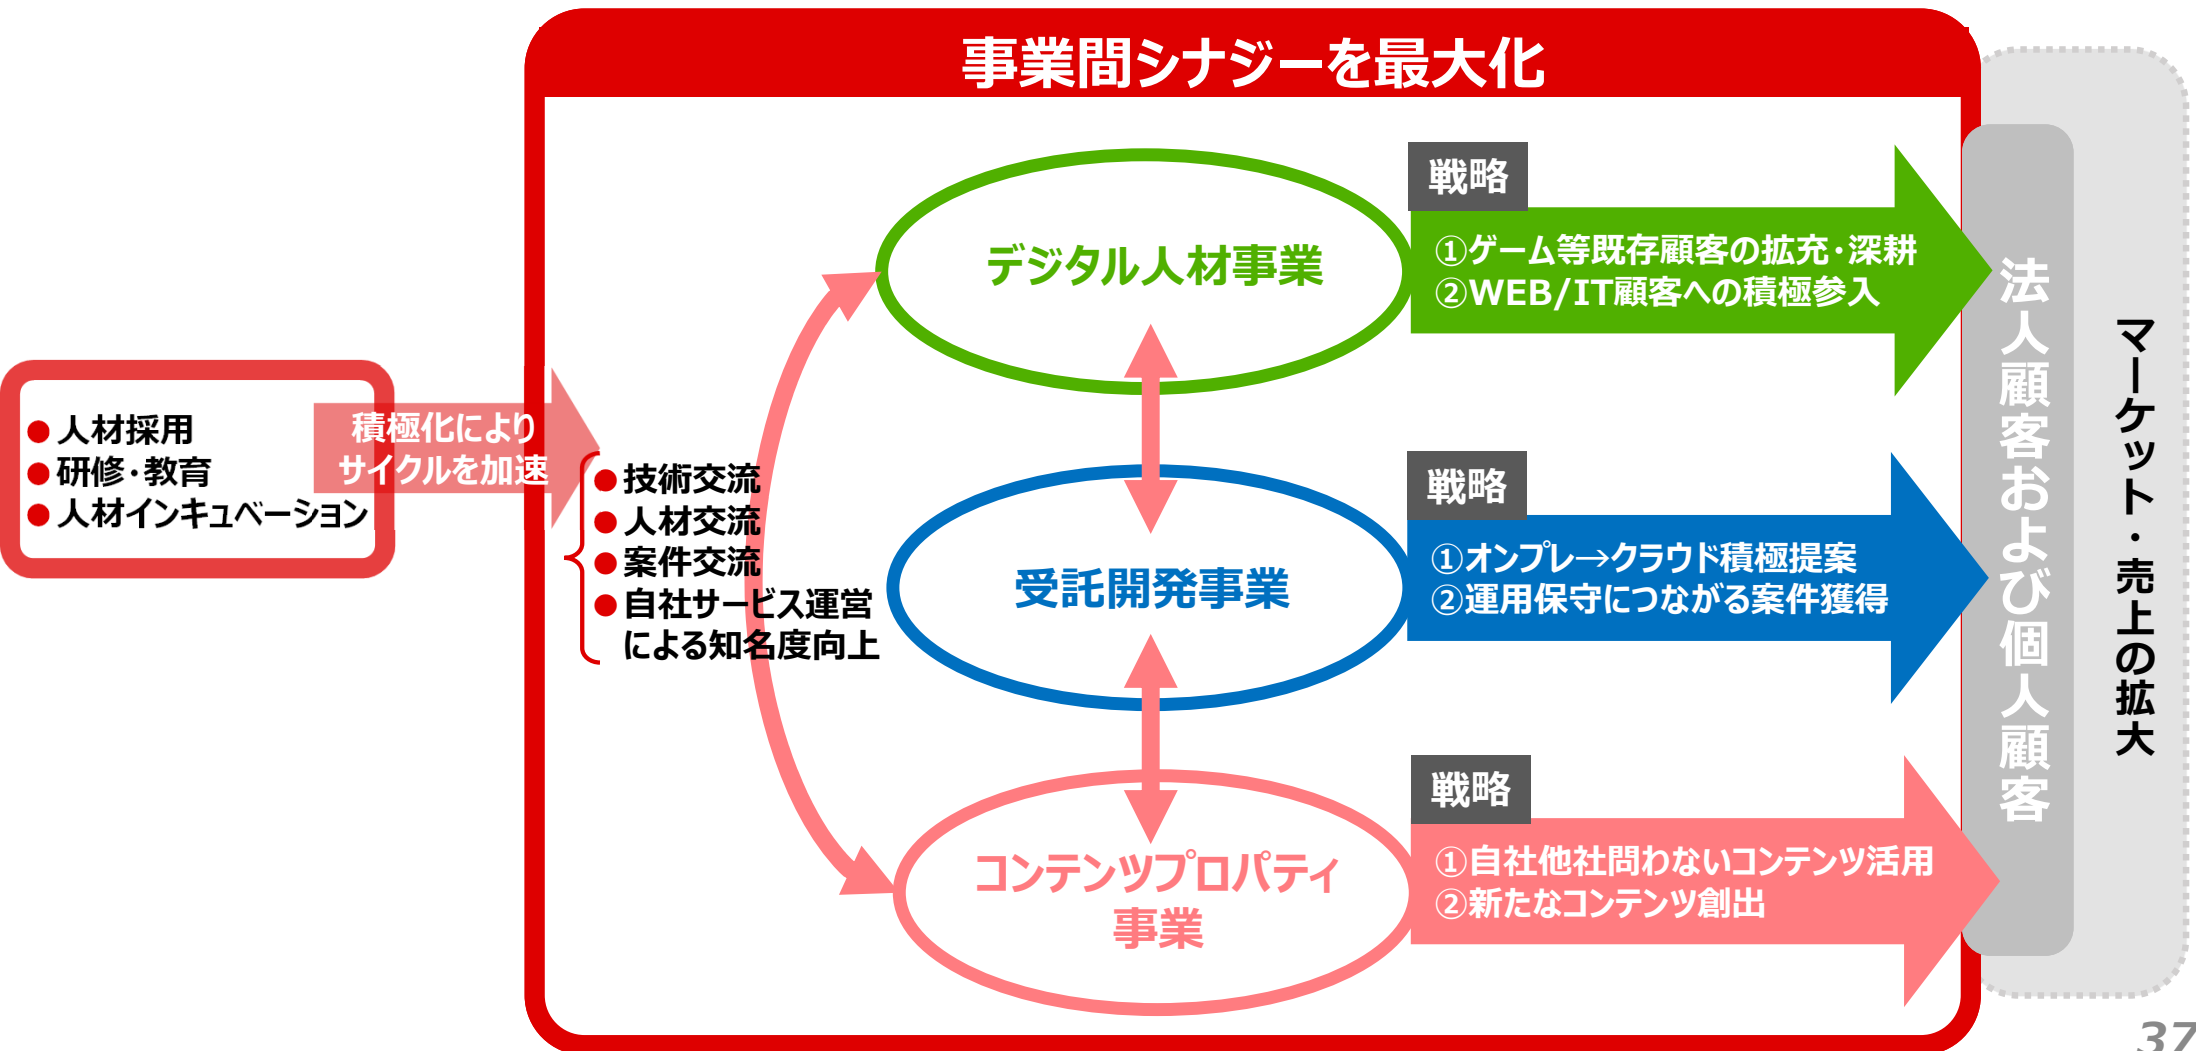 事業間シナジーを最大化
●人材採用
●研修・教育
●人材インキュベーション
積極化により
サイクルを加速
●技術交流
●人材交流
●案件交流
●自社サービス運営
による知名度向上
デジタル人材事業
戦略
①ゲーム等既存顧客の拡充・深耕
②WEB/IT顧客への積極参入
受託開発事業
戦略
①オンプレ→クラウド積極提案
②運用保守につながる案件獲得
コンテンツプロパティ
事業
戦略
①自社他社問わないコンテンツ活用
②新たなコンテンツ創出
法人顧客および個人顧客
マーケット・売上の拡大
37